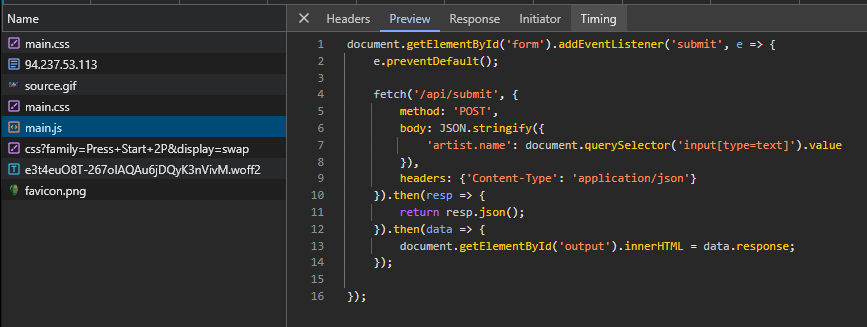 Name
main.css
94.237.53.113
source.gif
main.css
main.js
css?family=Press+Start+2P&display=swap
e3t4euO8T-267oIAQAu6jDQyK3nVivM.woff2
favicon.png
Headers Preview Response Initiator Timing
1 document.getElementById('form').addEventListener('submit', e => {
2 e.preventDefault();
3
4 fetch('/api/submit', {
5 method: 'POST',
6 body: JSON.stringify({
7 'artist.name': document.querySelector('input[type=text]').value
8 }),
9 headers: {'Content-Type': 'application/json'}
10 }).then(resp => {
11 return resp.json();
12 }).then(data => {
13 document.getElementById('output').innerHTML = data.response;
14 });
15
16 });